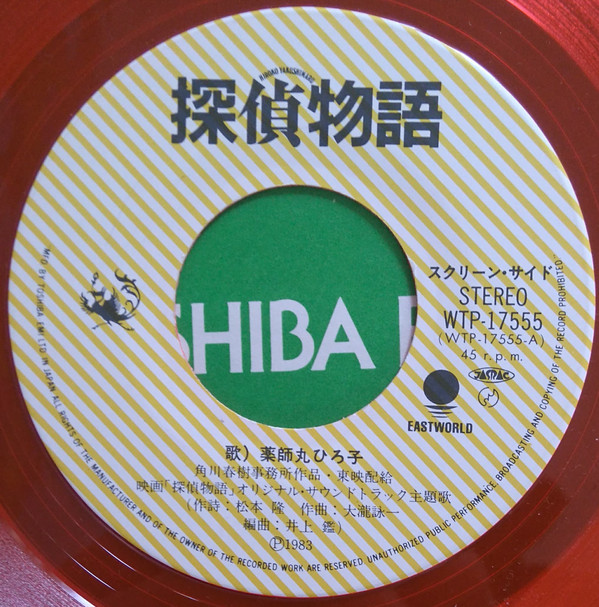 HIROKO YAKUSHIMARU
探偵物語
スクリーン・サイド
STEREO
WTP-17555
(WTP-17555-A)
45 r.p.m.
JASRAC
EASTWORLD
SHIBA
歌）薬師丸ひろ子
角川春樹事務所作品・東映配給
映画「探偵物語」オリジナル・サウンドトラック主題歌
(作詩：松本 隆　作曲：大瀧詠一
編曲：井上 鑑)
Ⓟ1983
M'D BY TOSHIBA EMI LTD. IN JAPAN·ALL RIGHTS OF THE MANUFACTURER AND OF THE OWNER OF THE RECORDED WORK ARE RESERVED. UNAUTHORIZED PUBLIC PERFORMANCE, BROADCASTING AND COPYING OF THE RECORD PROHIBITED